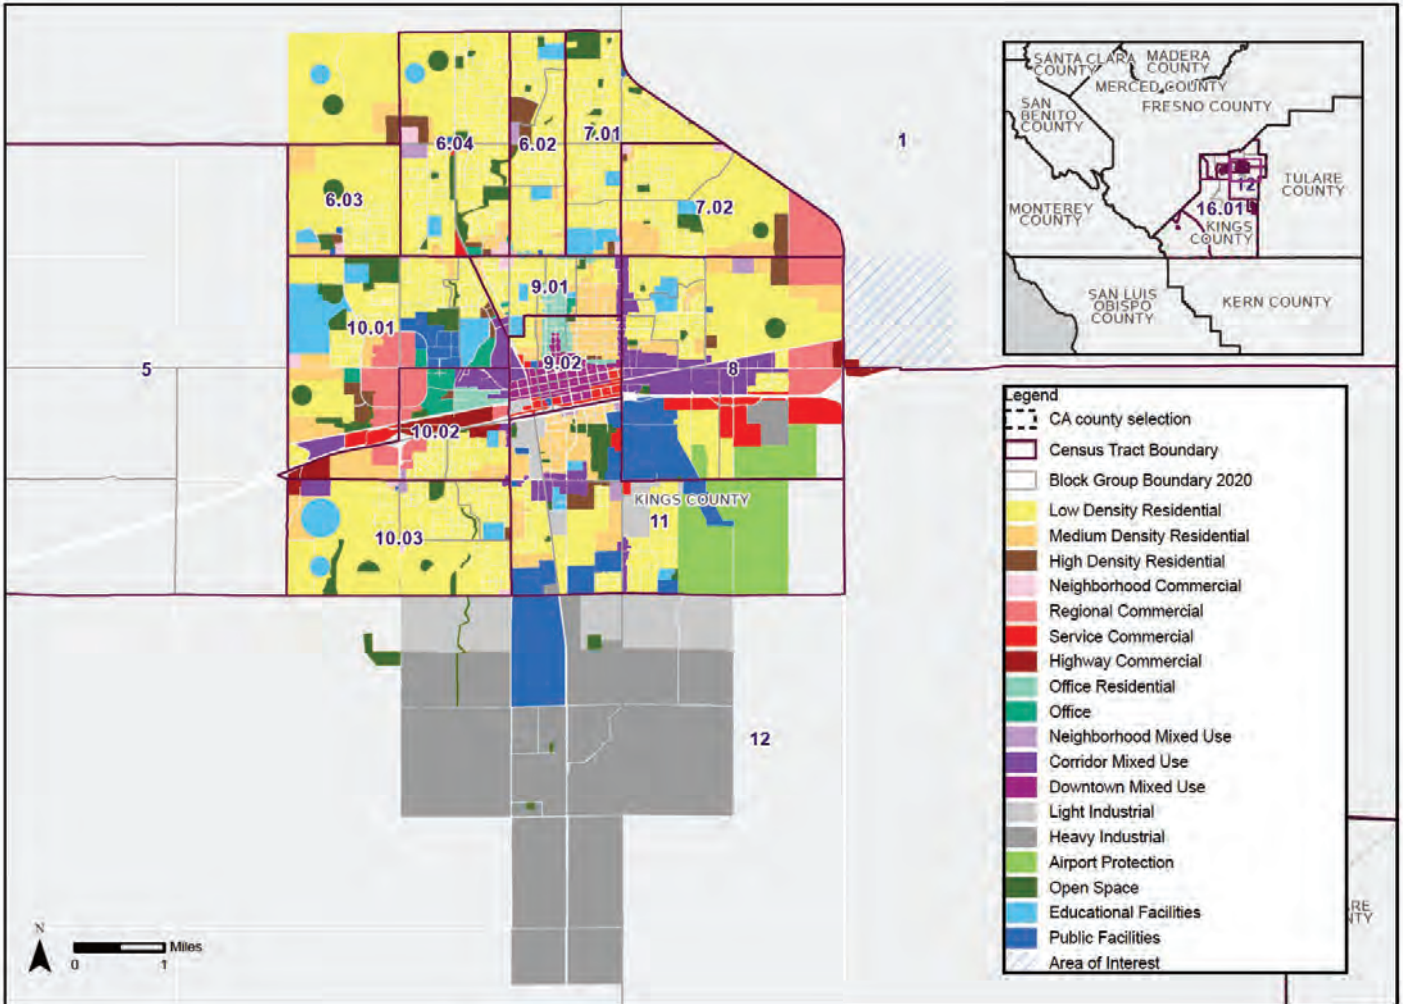 SANTA CLARA
COUNTY
MADERA
COUNTY
MERCED COUNTY
FRESNO COUNTY
SAN
BENITO
COUNTY
TULARE
COUNTY
12
16.01
MONTEREY
COUNTY
KINGS
COUNTY
SAN LUIS
OBISPO
COUNTY
KERN COUNTY
6.04
6.02
7.01
1
6.03
7.02
9.01
10.01
9.02
5
8
10.02
KINGS COUNTY
11
10.03
12
Legend
CA county selection
Census Tract Boundary
Block Group Boundary 2020
Low Density Residential
Medium Density Residential
High Density Residential
Neighborhood Commercial
Regional Commercial
Service Commercial
Highway Commercial
Office Residential
Office
Neighborhood Mixed Use
Corridor Mixed Use
Downtown Mixed Use
Light Industrial
Heavy Industrial
Airport Protection
Open Space
Educational Facilities
Public Facilities
Area of Interest
RE
NTY
N
Miles
0 1